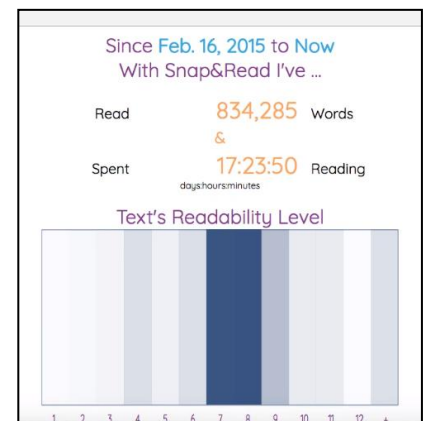 Since Feb. 16, 2015 to Now
With Snap&Read I've ...
Read 834,285 Words
&
Spent 17:23:50 Reading
days:hours:minutes
Text's Readability Level
1 2 3 4 5 6 7 8 9 10 11 12 +